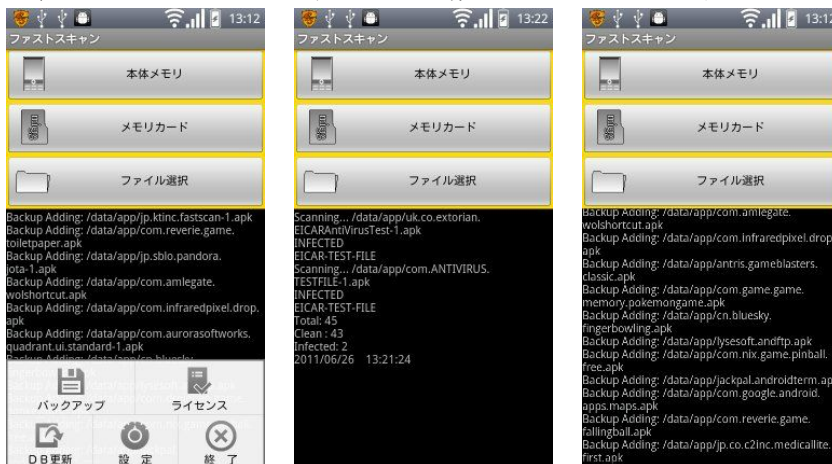 13:12
ファストスキャン
本体メモリ
メモリカード
ファイル選択
Backup Adding: /data/app/jp.ktinc.fastscan-1.apk
Backup Adding: /data/app/com.reverie.game.
toiletpaper.apk
Backup Adding: /data/app/jp.sblo.pandora.
jota-1.apk
Backup Adding: /data/app/com.amlegate.
wolshortcut.apk
Backup Adding: /data/app/com.infraredpixel.drop.
apk
Backup Adding: /data/app/com.aurorasoftworks.
quadrant.ui.standard-1.apk
Backup Adding: /data/app/cn.bluesky.
バックアップ
ライセンス
DB更新
設 定
終 了
13:22
ファストスキャン
本体メモリ
メモリカード
ファイル選択
Scanning... /data/app/uk.co.extorian.
EICARAntiVirusTest-1.apk
INFECTED
EICAR-TEST-FILE
Scanning... /data/app/com.ANTIVIRUS.
TESTFILE-1.apk
INFECTED
EICAR-TEST-FILE
Total: 45
Clean : 43
Infected: 2
2011/06/26 13:21:24
13:12
ファストスキャン
本体メモリ
メモリカード
ファイル選択
Backup Adding: /data/app/com.amlegate.
wolshortcut.apk
Backup Adding: /data/app/com.infraredpixel.drop
apk
Backup Adding: /data/app/antris.gameblasters.
classic.apk
Backup Adding: /data/app/com.game.game.
memory.pokemongame.apk
Backup Adding: /data/app/cn.bluesky.
fingerbowling.apk
Backup Adding: /data/app/lysesoft.andftp.apk
Backup Adding: /data/app/com.nix.game.pinball.
free.apk
Backup Adding: /data/app/jackpal.androidterm.ap
Backup Adding: /data/app/com.google.android.
apps.maps.apk
Backup Adding: /data/app/com.reverie.game.
fallingball.apk
Backup Adding: /data/app/jp.co.c2inc.medicallite.
first.apk